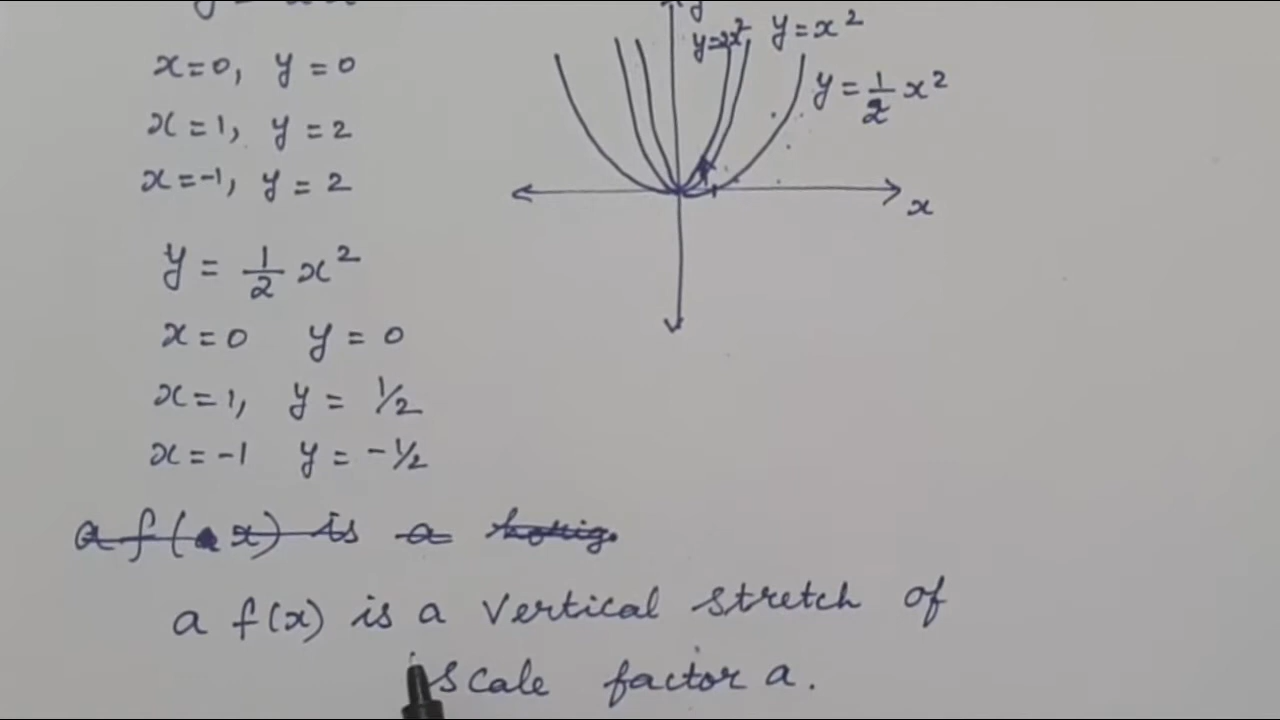 x=0, y=0
x=1, y=2
x=-1, y=2
y = 1/2 x²
x=0 y=0
x=1, y= 1/2
x=-1 y= -1/2
a f(x) is a horiz.
a f(x) is a vertical stretch of
scale factor a.
y
y=2x² y=x²
y=1/2 x²
x